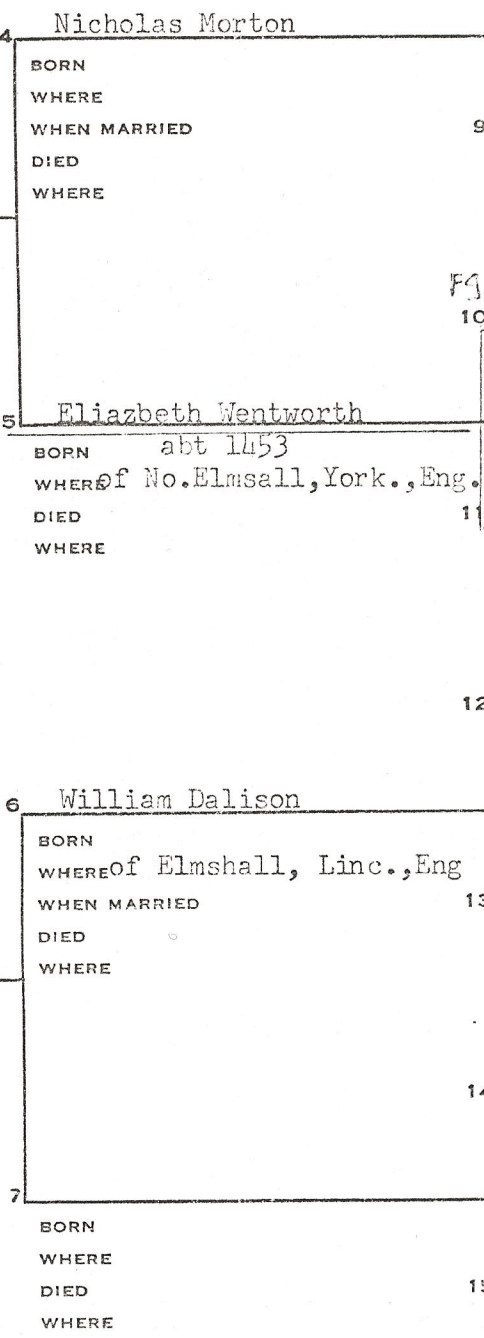 Nicholas Morton
4
BORN
WHERE
WHEN MARRIED 9
DIED
WHERE
Fg
10
5 Eliazbeth Wentworth
BORN abt 1453
WHERE of No.Elmsall,York.,Eng.
DIED 11
WHERE
12
6 William Dalison
BORN
WHERE of Elmshall, Linc.,Eng
WHEN MARRIED 13
DIED
WHERE
14
7
BORN
WHERE
DIED 15
WHERE